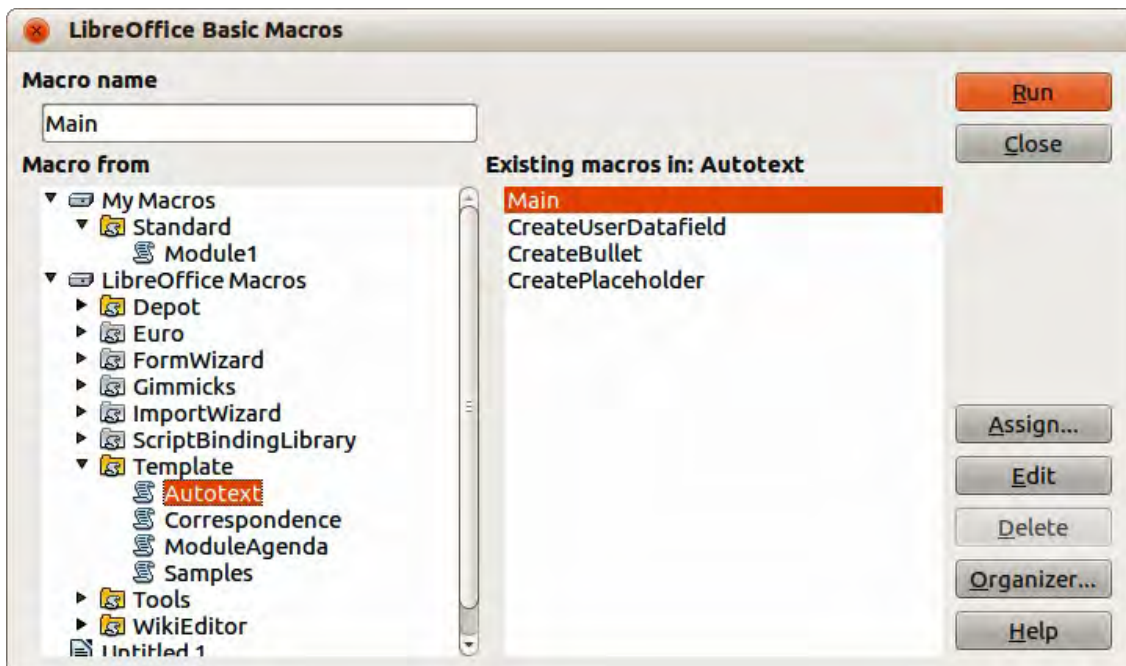 LibreOffice Basic Macros
Macro name
Main
Macro from
My Macros
Standard
Module1
LibreOffice Macros
Depot
Euro
FormWizard
Gimmicks
ImportWizard
ScriptBindingLibrary
Template
Autotext
Correspondence
ModuleAgenda
Samples
Tools
WikiEditor
Untitled 1
Existing macros in: Autotext
Main
CreateUserDatafield
CreateBullet
CreatePlaceholder
Run
Close
Assign...
Edit
Delete
Organizer...
Help